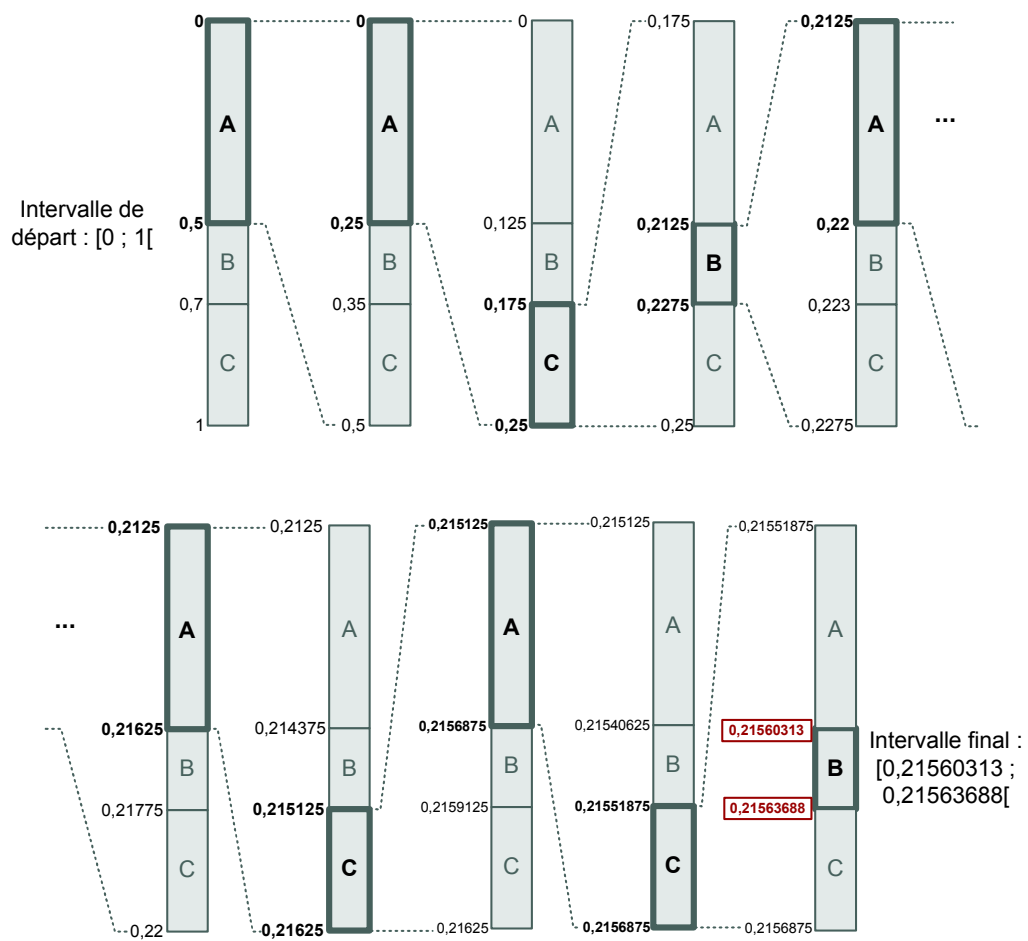 0
A
0,5
B
0,7
C
1
Intervalle de
départ : [0 ; 1[
0
A
0,25
B
0,35
C
0,5
0
A
0,125
B
0,175
C
0,25
0,175
A
0,2125
B
0,2275
C
0,25
0,2125
A
0,22
B
0,223
C
0,2275
...
...
0,2125
A
0,21625
B
0,21775
C
0,22
0,2125
A
0,214375
B
0,215125
C
0,21625
0,215125
A
0,2156875
B
0,2159125
C
0,21625
0,215125
A
0,21540625
B
0,21551875
C
0,2156875
0,21551875
A
0,21560313
B
0,21563688
C
0,2156875
Intervalle final :
[0,21560313 ;
0,21563688[